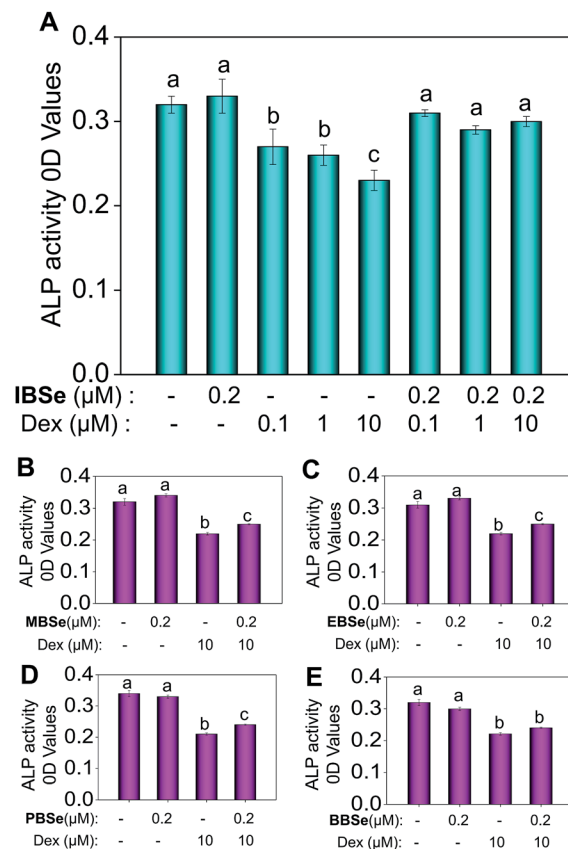 A
ALP activity 0D Values
0.4
0.3
0.2
0.1
0.0
a a b b c a a a
IBSe (µM) : - 0.2 - - - 0.2 0.2 0.2
Dex (µM) : - - 0.1 1 10 0.1 1 10
B
ALP activity
0D Values
0.4
0.3
0.2
0.1
0.0
a a b c
MBSe(µM): - 0.2 - 0.2
Dex (µM): - - 10 10
C
ALP activity
0D Values
0.4
0.3
0.2
0.1
0.0
a a b c
EBSe(µM): - 0.2 - 0.2
Dex (µM): - - 10 10
D
ALP activity
0D Values
0.4
0.3
0.2
0.1
0.0
a a b c
PBSe(µM): - 0.2 - 0.2
Dex (µM): - - 10 10
E
ALP activity
0D Values
0.4
0.3
0.2
0.1
0.0
a a b b
BBSe(µM): - 0.2 - 0.2
Dex (µM): - - 10 10